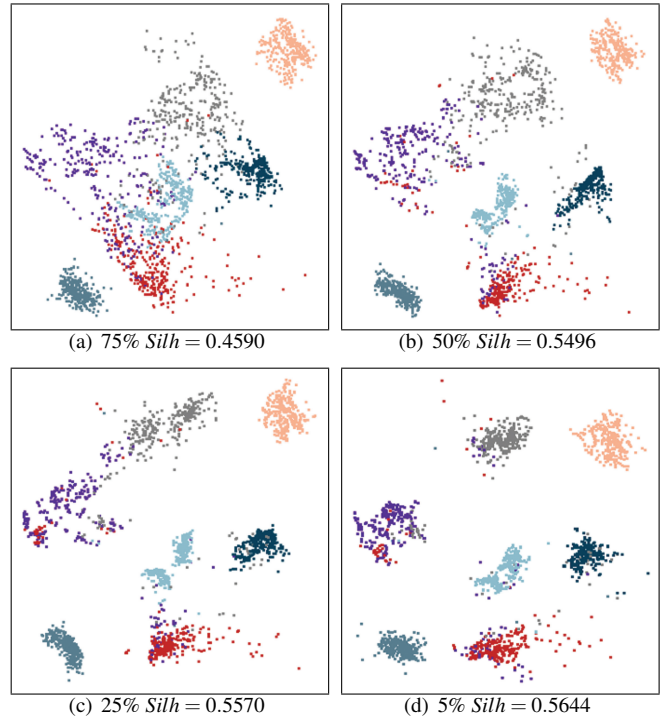 (a) 75% Silh = 0.4590
(b) 50% Silh = 0.5496
(c) 25% Silh = 0.5570
(d) 5% Silh = 0.5644